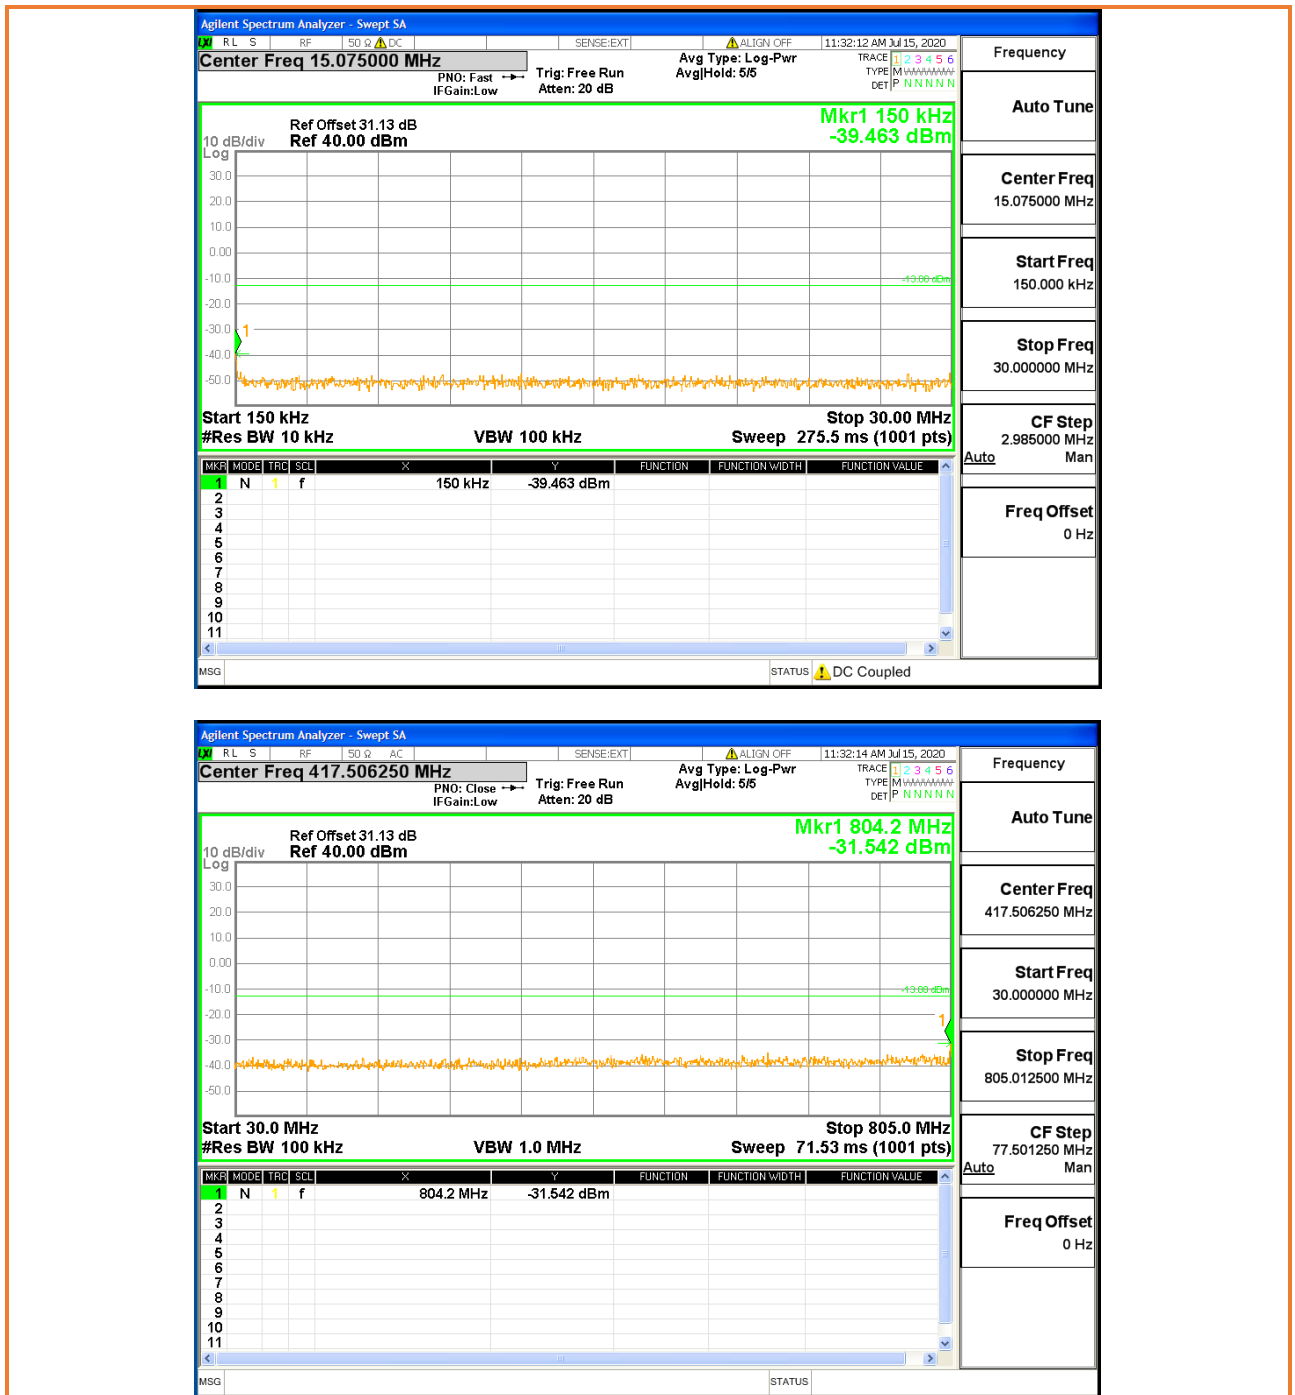 Agilent Spectrum Analyzer - Swept SA
LXI RL S RF 50 Ω DC SENSE:EXT ALIGN OFF 11:32:12 AM Jul 15, 2020
Center Freq 15.075000 MHz
PNO: Fast
IFGain:Low
Trig: Free Run
Atten: 20 dB
Avg Type: Log-Pwr
Avg|Hold: 5/5
TRACE 1 2 3 4 5 6
TYPE M
DET P N N N N N
Mkr1 150 kHz
-39.463 dBm
Ref Offset 31.13 dB
10 dB/div Ref 40.00 dBm
Log
30.0
20.0
10.0
0.00
-10.0
-13.00 dBm
-20.0
-30.0
1
-40.0
-50.0
Start 150 kHz Stop 30.00 MHz
#Res BW 10 kHz VBW 100 kHz Sweep 275.5 ms (1001 pts)
MKR MODE TRC SCL X Y FUNCTION FUNCTION WIDTH FUNCTION VALUE
1 N 1 f 150 kHz -39.463 dBm
2
3
4
5
6
7
8
9
10
11
MSG STATUS DC Coupled
Frequency
Auto Tune
Center Freq
15.075000 MHz
Start Freq
150.000 kHz
Stop Freq
30.000000 MHz
CF Step
2.985000 MHz
Auto Man
Freq Offset
0 Hz
Agilent Spectrum Analyzer - Swept SA
LXI RL S RF 50 Ω AC SENSE:EXT ALIGN OFF 11:32:14 AM Jul 15, 2020
Center Freq 417.506250 MHz
PNO: Close
IFGain:Low
Trig: Free Run
Atten: 20 dB
Avg Type: Log-Pwr
Avg|Hold: 5/5
TRACE 1 2 3 4 5 6
TYPE M
DET P N N N N N
Mkr1 804.2 MHz
-31.542 dBm
Ref Offset 31.13 dB
10 dB/div Ref 40.00 dBm
Log
30.0
20.0
10.0
0.00
-10.0
-13.00 dBm
-20.0
1
-30.0
-40.0
-50.0
Start 30.0 MHz Stop 805.0 MHz
#Res BW 100 kHz VBW 1.0 MHz Sweep 71.53 ms (1001 pts)
MKR MODE TRC SCL X Y FUNCTION FUNCTION WIDTH FUNCTION VALUE
1 N 1 f 804.2 MHz -31.542 dBm
2
3
4
5
6
7
8
9
10
11
MSG STATUS
Frequency
Auto Tune
Center Freq
417.506250 MHz
Start Freq
30.000000 MHz
Stop Freq
805.012500 MHz
CF Step
77.501250 MHz
Auto Man
Freq Offset
0 Hz